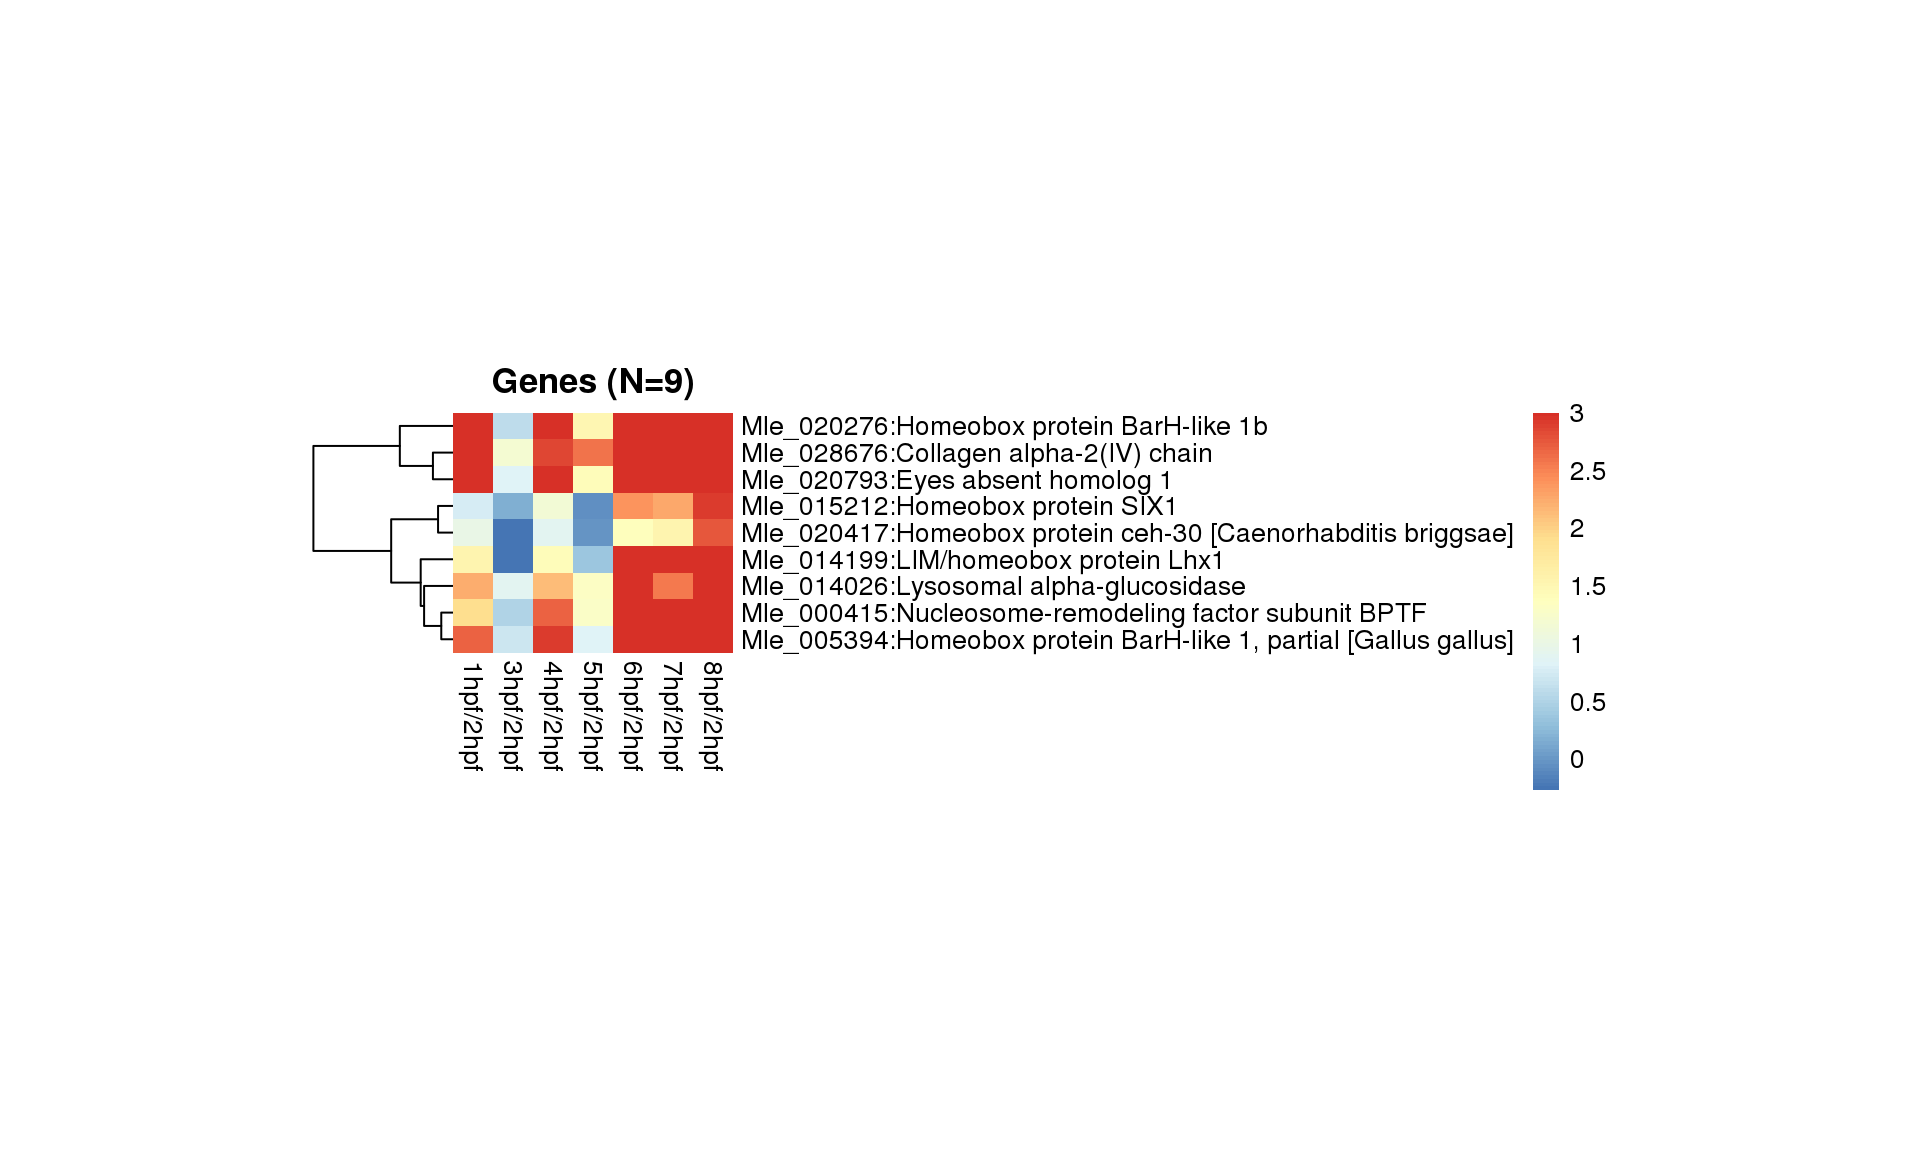 Genes (N=9)
Mle_020276:Homeobox protein BarH-like 1b
Mle_028676:Collagen alpha-2(IV) chain
Mle_020793:Eyes absent homolog 1
Mle_015212:Homeobox protein SIX1
Mle_020417:Homeobox protein ceh-30 [Caenorhabditis briggsae]
Mle_014199:LIM/homeobox protein Lhx1
Mle_014026:Lysosomal alpha-glucosidase
Mle_000415:Nucleosome-remodeling factor subunit BPTF
Mle_005394:Homeobox protein BarH-like 1, partial [Gallus gallus]
1hpf/2hpf
3hpf/2hpf
4hpf/2hpf
5hpf/2hpf
6hpf/2hpf
7hpf/2hpf
8hpf/2hpf
3
2.5
2
1.5
1
0.5
0